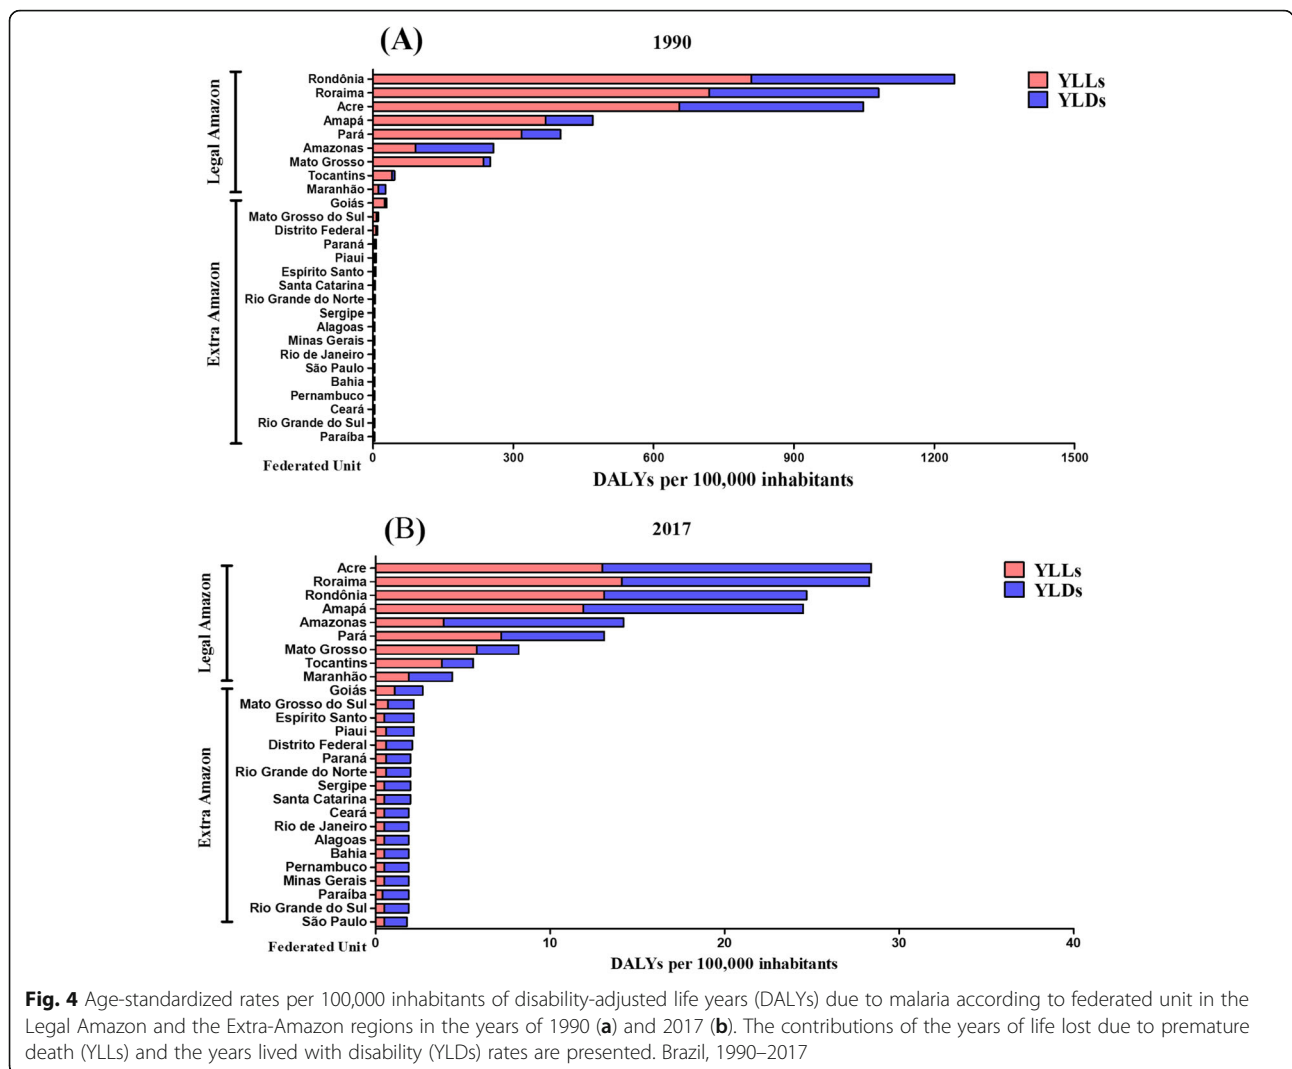 (A)
1990
Rondônia
Roraima
Acre
Amapá
Pará
Amazonas
Mato Grosso
Tocantins
Maranhão
Goiás
Mato Grosso do Sul
Distrito Federal
Paraná
Piaui
Espírito Santo
Santa Catarina
Rio Grande do Norte
Sergipe
Alagoas
Minas Gerais
Rio de Janeiro
São Paulo
Bahia
Pernambuco
Ceará
Rio Grande do Sul
Paraíba
Legal Amazon
Extra Amazon
YLLs
YLDs
0 300 600 900 1200 1500
Federated Unit
DALYs per 100,000 inhabitants
(B)
2017
Acre
Roraima
Rondônia
Amapá
Amazonas
Pará
Mato Grosso
Tocantins
Maranhão
Goiás
Mato Grosso do Sul
Espírito Santo
Piaui
Distrito Federal
Paraná
Rio Grande do Norte
Sergipe
Santa Catarina
Ceará
Rio de Janeiro
Alagoas
Bahia
Pernambuco
Minas Gerais
Paraíba
Rio Grande do Sul
São Paulo
Legal Amazon
Extra Amazon
YLLs
YLDs
0 10 20 30 40
Federated Unit
DALYs per 100,000 inhabitants
Fig. 4 Age-standardized rates per 100,000 inhabitants of disability-adjusted life years (DALYs) due to malaria according to federated unit in the
Legal Amazon and the Extra-Amazon regions in the years of 1990 (a) and 2017 (b). The contributions of the years of life lost due to premature
death (YLLs) and the years lived with disability (YLDs) rates are presented. Brazil, 1990–2017